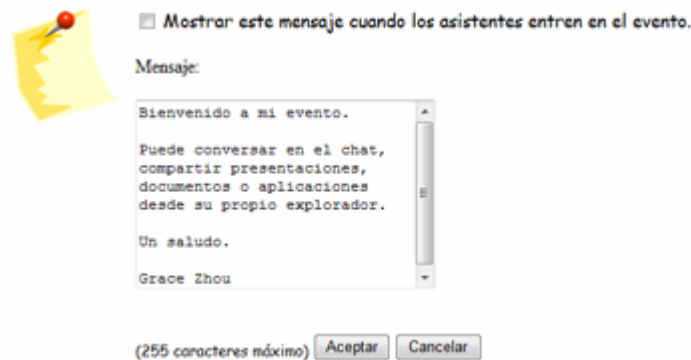 Mostrar este mensaje cuando los asistentes entren en el evento.
Mensaje:
Bienvenido a mi evento.
Puede conversar en el chat,
compartir presentaciones,
documentos o aplicaciones
desde su propio explorador.
Un saludo.
Grace Zhou
(255 caracteres máximo) Aceptar Cancelar